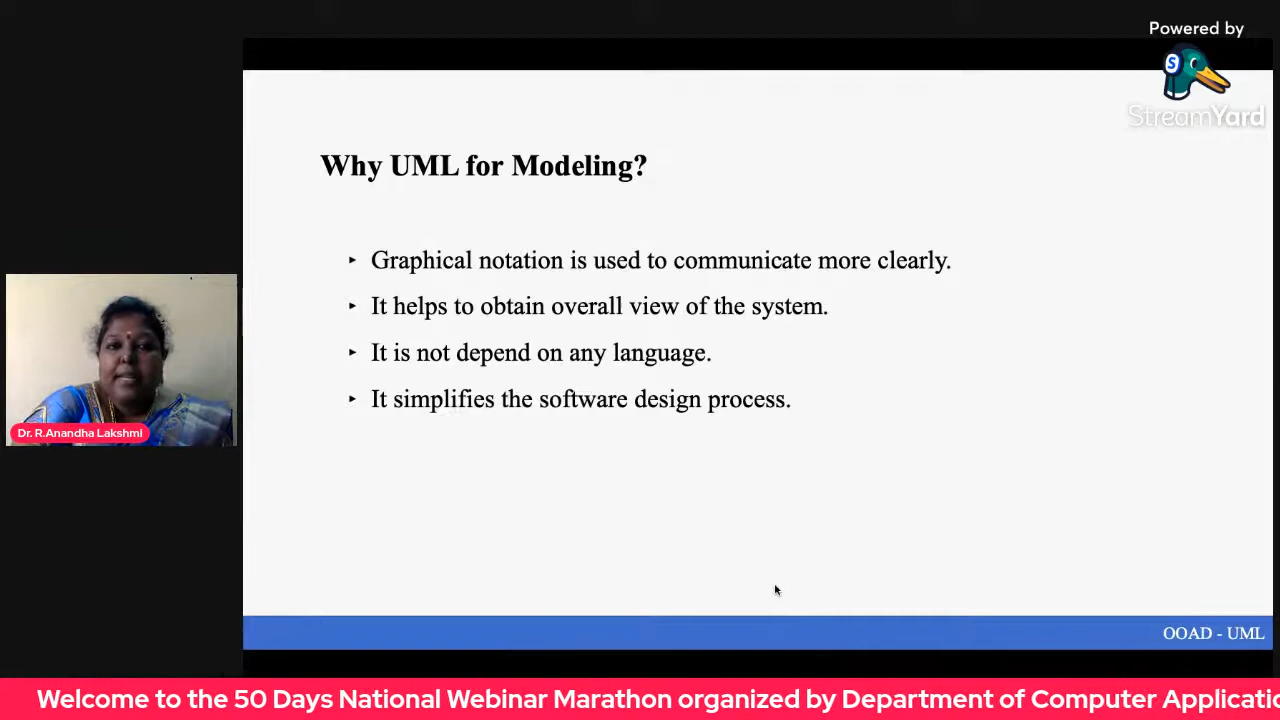 Powered by
StreamYard
Why UML for Modeling?
‣ Graphical notation is used to communicate more clearly.
‣ It helps to obtain overall view of the system.
‣ It is not depend on any language.
‣ It simplifies the software design process.
Dr. R.Anandha Lakshmi
OOAD - UML
Welcome to the 50 Days National Webinar Marathon organized by Department of Computer Applicatio